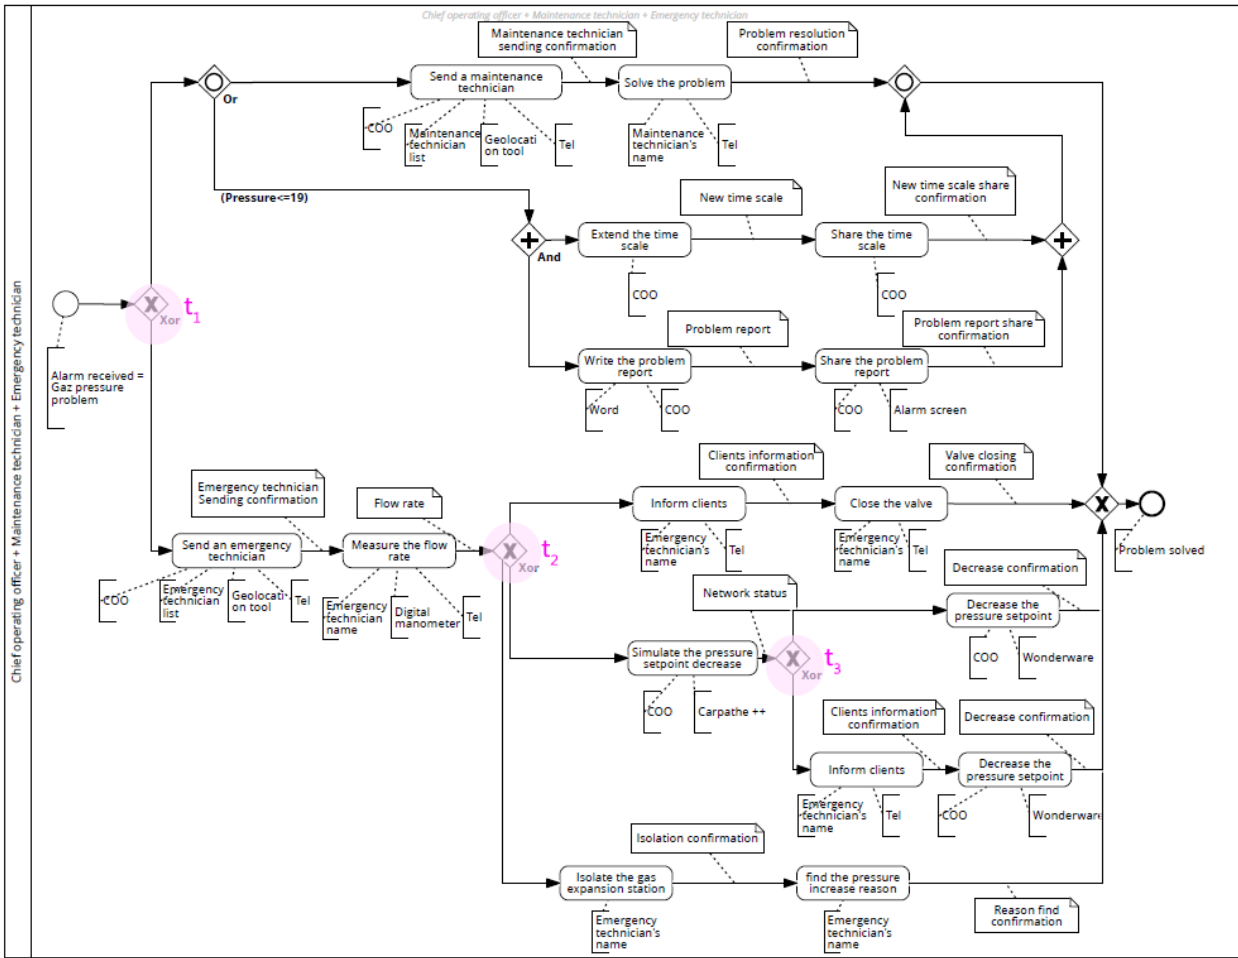 Chief operating officer + Maintenance technician + Emergency technician
Chief operating officer + Maintenance technician + Emergency technician
Maintenance technician
sending confirmation
Problem resolution
confirmation
Send a maintenance
technician
Solve the problem
Or
COO
Maintenance
technician
list
Geolocati
on tool
Tel
Maintenance
technician's
name
Tel
(Pressure<=19)
New time scale
New time scale share
confirmation
Extend the time
scale
Share the time
scale
And
COO
COO
t1
Xor
Problem report
Problem report share
confirmation
Alarm received =
Gaz pressure
problem
Write the problem
report
Share the problem
report
Word
COO
COO
Alarm screen
Emergency technician
Sending confirmation
Flow rate
Clients information
confirmation
Valve closing
confirmation
Inform clients
Close the valve
Send an emergency
technician
Measure the flow
rate
t2
Xor
Emergency
technician's
name
Tel
Emergency
technician's
name
Tel
Problem solved
COO
Emergency
technician
list
Geolocati
on tool
Tel
Emergency
technician
name
Digital
manometer
Tel
Network status
Decrease confirmation
Decrease the
pressure setpoint
Simulate the pressure
setpoint decrease
t3
Xor
COO
Wonderware
COO
Carpathe ++
Clients information
confirmation
Decrease confirmation
Inform clients
Decrease the
pressure setpoint
Emergency
technician's
name
Tel
COO
Wonderware
Isolation confirmation
Isolate the gas
expansion station
find the pressure
increase reason
Reason find
confirmation
Emergency
technician's
name
Emergency
technician's
name